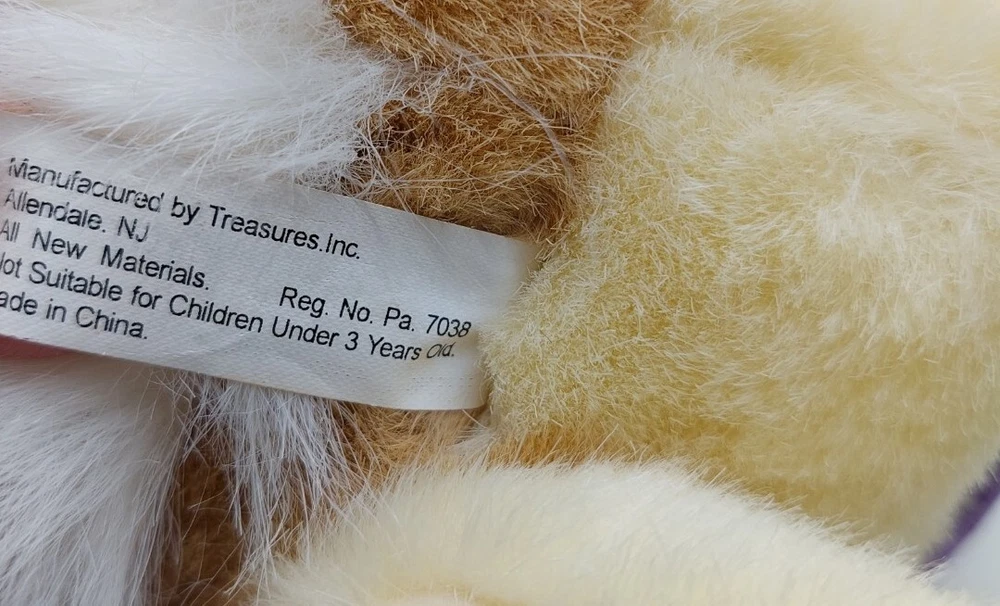 Manufactured by Treasures.Inc.
Allendale. NJ
All New Materials.
Reg. No. Pa. 7038
Not Suitable for Children Under 3 Years Old.
ade in China.